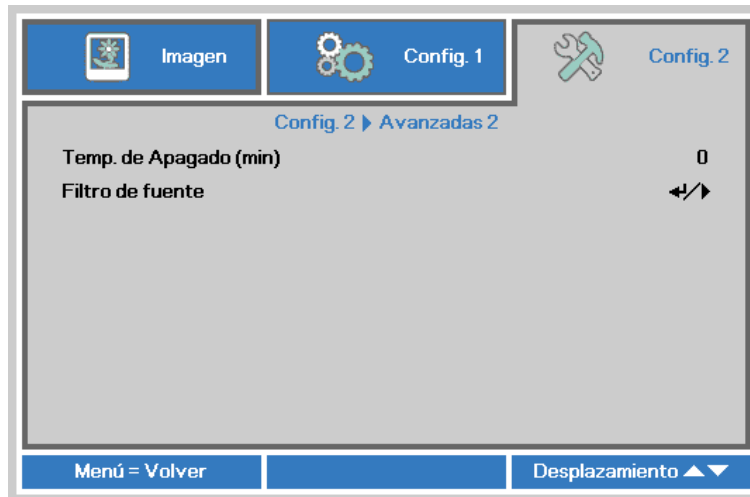 Imagen
Config. 1
Config. 2
Config. 2 ▶ Avanzadas 2
Temp. de Apagado (min) 0
Filtro de fuente ↵/▶
Menú = Volver
Desplazamiento ▲▼